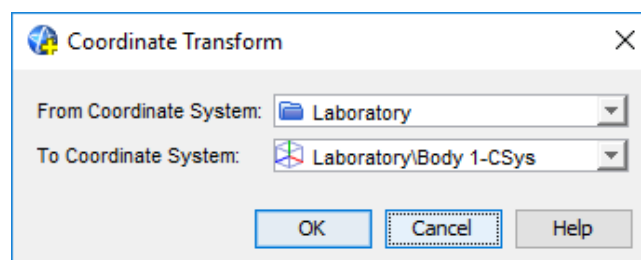 Coordinate Transform
From Coordinate System: Laboratory
To Coordinate System: Laboratory\Body 1-CSys
OK Cancel Help